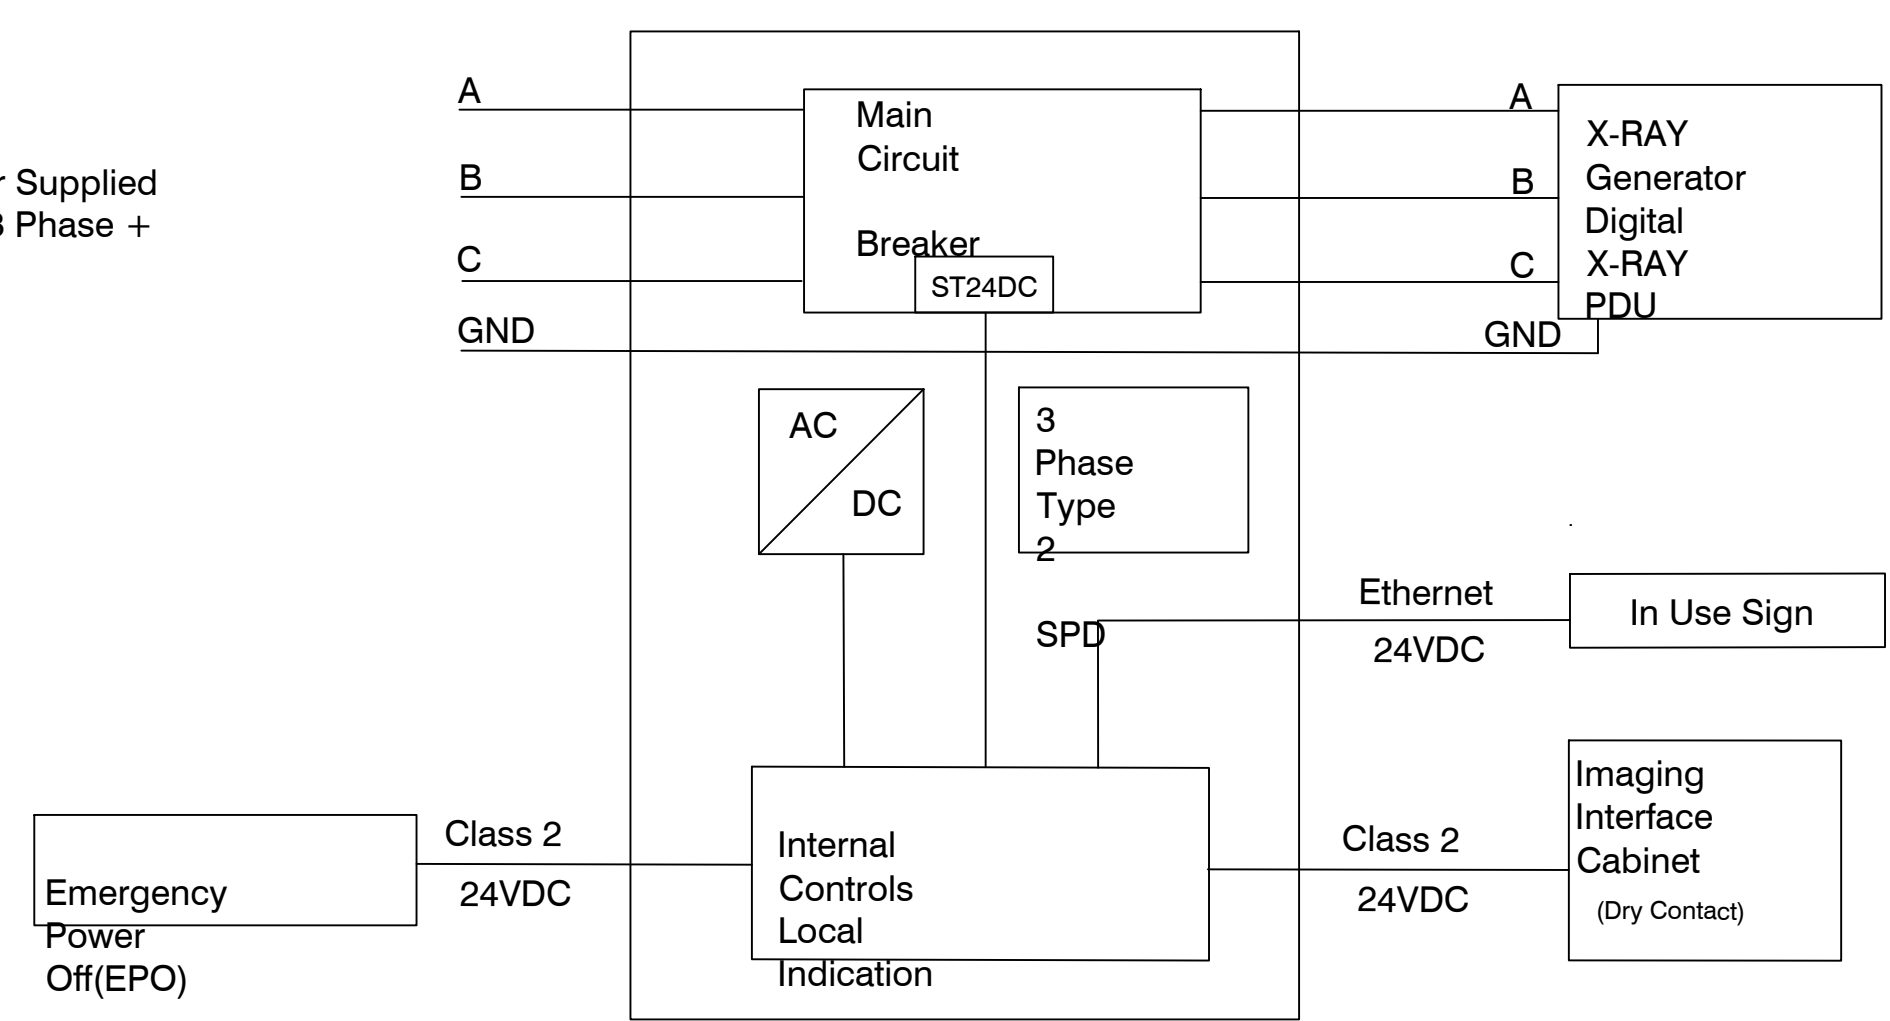 A
Main
Circuit
Breaker
ST24DC
A
X-RAY
Generator
Digital
X-RAY
PDU
B
B
Supplied
Phase +
C
C
GND
GND
AC
DC
3
Phase
Type
2
SPD
Ethernet
24VDC
In Use Sign
Emergency
Power
Off(EPO)
Class 2
24VDC
Internal
Controls
Local
Indication
Class 2
24VDC
Imaging
Interface
Cabinet
(Dry Contact)